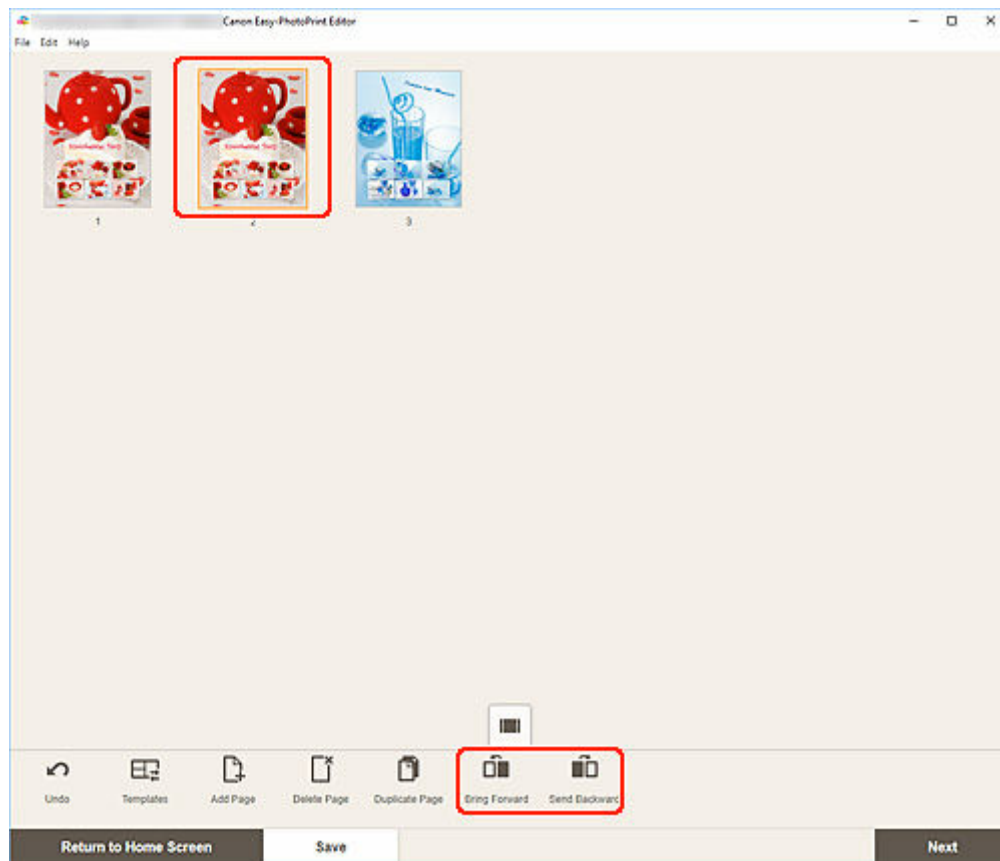 Canon Easy-PhotoPrint Editor
File Edit Help
1
2
3
Undo
Templates
Add Page
Delete Page
Duplicate Page
Bring Forward
Send Backward
Return to Home Screen
Save
Next